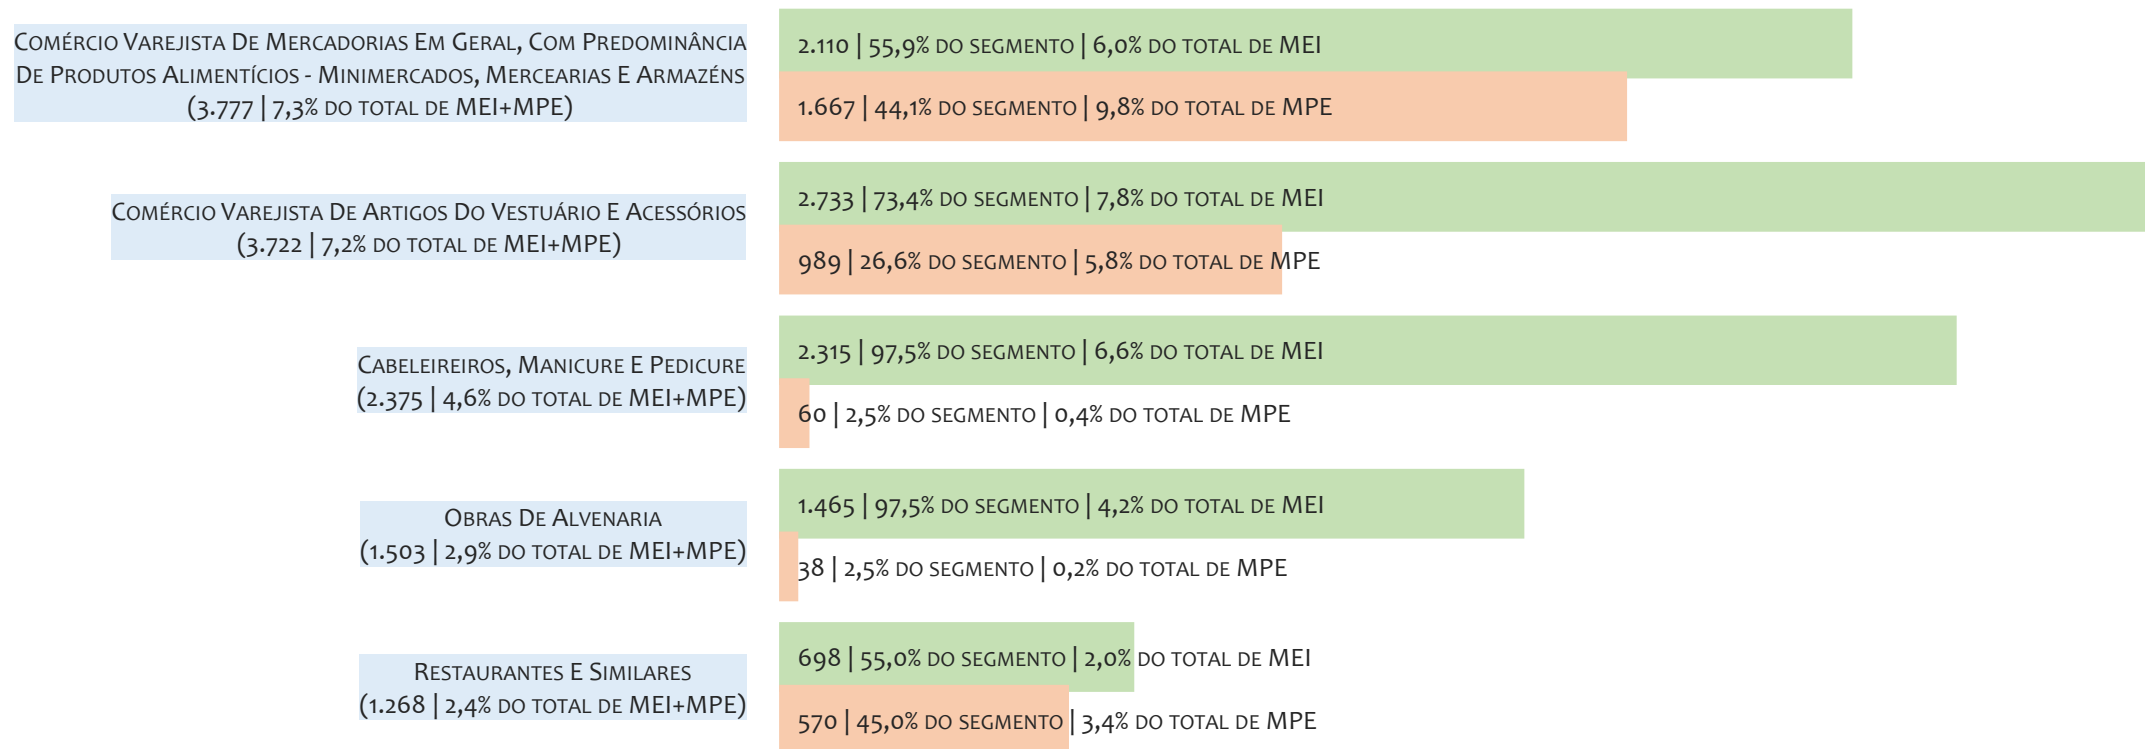 Comércio Varejista De Mercadorias Em Geral, Com Predominância
De Produtos Alimentícios - Minimercados, Mercearias E Armazéns
(3.777 | 7,3% do total de MEI+MPE)
2.110 | 55,9% do segmento | 6,0% do total de MEI
1.667 | 44,1% do segmento | 9,8% do total de MPE
Comércio Varejista De Artigos Do Vestuário E Acessórios
(3.722 | 7,2% do total de MEI+MPE)
2.733 | 73,4% do segmento | 7,8% do total de MEI
989 | 26,6% do segmento | 5,8% do total de MPE
Cabeleireiros, Manicure E Pedicure
(2.375 | 4,6% do total de MEI+MPE)
2.315 | 97,5% do segmento | 6,6% do total de MEI
60 | 2,5% do segmento | 0,4% do total de MPE
Obras De Alvenaria
(1.503 | 2,9% do total de MEI+MPE)
1.465 | 97,5% do segmento | 4,2% do total de MEI
38 | 2,5% do segmento | 0,2% do total de MPE
Restaurantes E Similares
(1.268 | 2,4% do total de MEI+MPE)
698 | 55,0% do segmento | 2,0% do total de MEI
570 | 45,0% do segmento | 3,4% do total de MPE